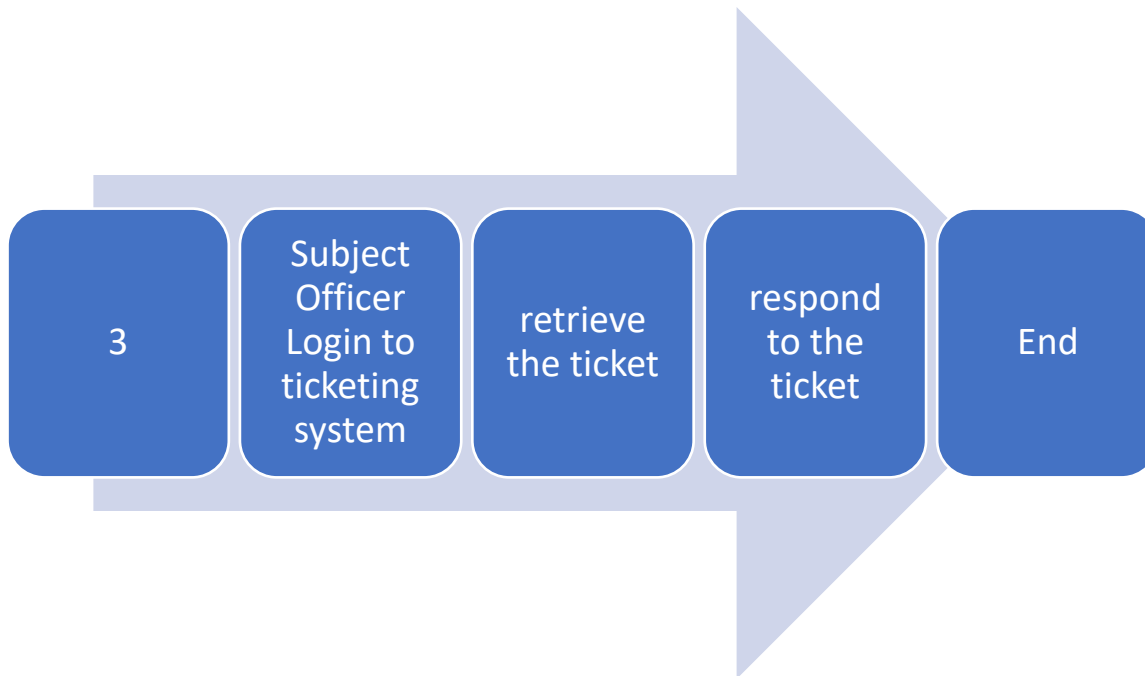 3
Subject
Officer
Login to
ticketing
system
retrieve
the ticket
respond
to the
ticket
End